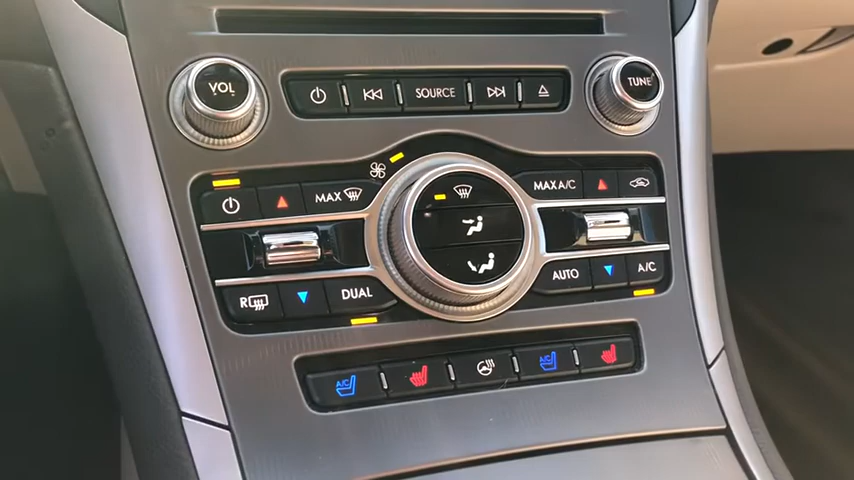 VOL
SOURCE
TUNE
MAX
MAX A/C
R
DUAL
AUTO
A/C
A/C
A/C